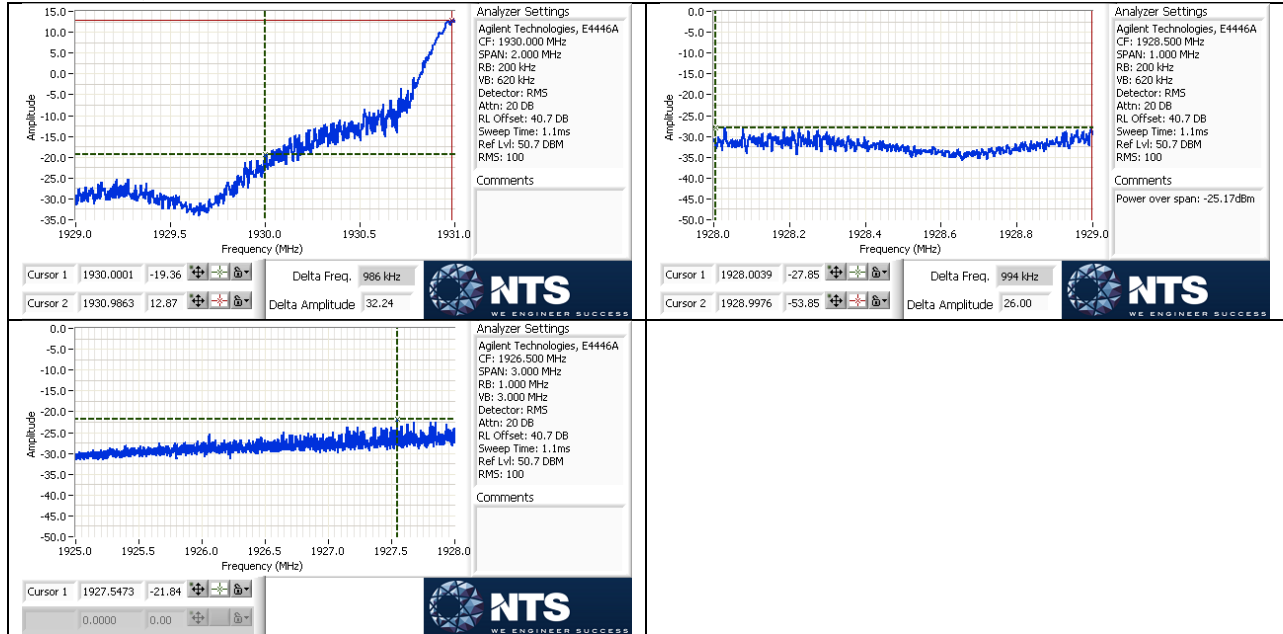 15.0
10.0
5.0
0.0
-5.0
-10.0
-15.0
-20.0
-25.0
-30.0
-35.0
Amplitude
1929.0 1929.5 1930.0 1930.5 1931.0
Frequency (MHz)
Analyzer Settings
Agilent Technologies, E4446A
CF: 1930.000 MHz
SPAN: 2.000 MHz
RB: 200 kHz
VB: 620 kHz
Detector: RMS
Attn: 20 DB
RL Offset: 40.7 DB
Sweep Time: 1.1ms
Ref Lvl: 50.7 DBM
RMS: 100
Comments
Cursor 1 1930.0001 -19.36
Cursor 2 1930.9863 12.87
Delta Freq. 986 kHz
Delta Amplitude 32.24
NTS
WE ENGINEER SUCCESS
0.0
-5.0
-10.0
-15.0
-20.0
-25.0
-30.0
-35.0
-40.0
-45.0
-50.0
Amplitude
1928.0 1928.2 1928.4 1928.6 1928.8 1929.0
Frequency (MHz)
Analyzer Settings
Agilent Technologies, E4446A
CF: 1928.500 MHz
SPAN: 1.000 MHz
RB: 200 kHz
VB: 620 kHz
Detector: RMS
Attn: 20 DB
RL Offset: 40.7 DB
Sweep Time: 1.1ms
Ref Lvl: 50.7 DBM
RMS: 100
Comments
Power over span: -25.17dBm
Cursor 1 1928.0039 -27.85
Cursor 2 1928.9976 -53.85
Delta Freq. 994 kHz
Delta Amplitude 26.00
NTS
WE ENGINEER SUCCESS
0.0
-5.0
-10.0
-15.0
-20.0
-25.0
-30.0
-35.0
-40.0
-45.0
-50.0
Amplitude
1925.0 1925.5 1926.0 1926.5 1927.0 1927.5 1928.0
Frequency (MHz)
Analyzer Settings
Agilent Technologies, E4446A
CF: 1926.500 MHz
SPAN: 3.000 MHz
RB: 1.000 MHz
VB: 3.000 MHz
Detector: RMS
Attn: 20 DB
RL Offset: 40.7 DB
Sweep Time: 1.1ms
Ref Lvl: 50.7 DBM
RMS: 100
Comments
Cursor 1 1927.5473 -21.84
0.0000 0.00
NTS
WE ENGINEER SUCCESS